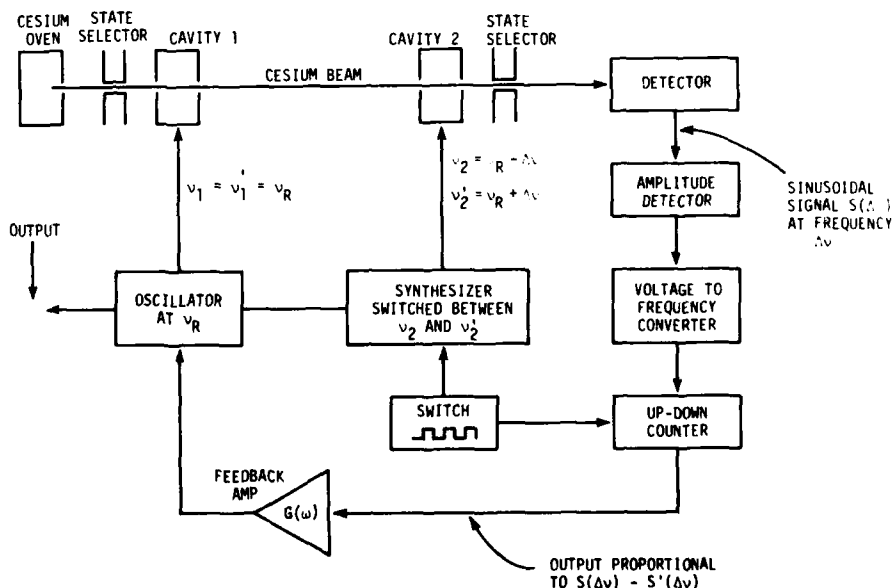 CESIUM
OVEN
STATE
SELECTOR
CAVITY 1
CESIUM BEAM
CAVITY 2
STATE
SELECTOR
DETECTOR
ν1 = ν1' = νR
ν2 = R - Δν
ν2' = νR + Δν
AMPLITUDE
DETECTOR
SINUSOIDAL
SIGNAL S(Δ )
AT FREQUENCY
Δν
OUTPUT
OSCILLATOR
AT νR
SYNTHESIZER
SWITCHED BETWEEN
ν2 AND ν2'
VOLTAGE TO
FREQUENCY
CONVERTER
SWITCH
UP-DOWN
COUNTER
FEEDBACK
AMP
G(ω)
OUTPUT PROPORTIONAL
TO S(Δν) - S'(Δν)